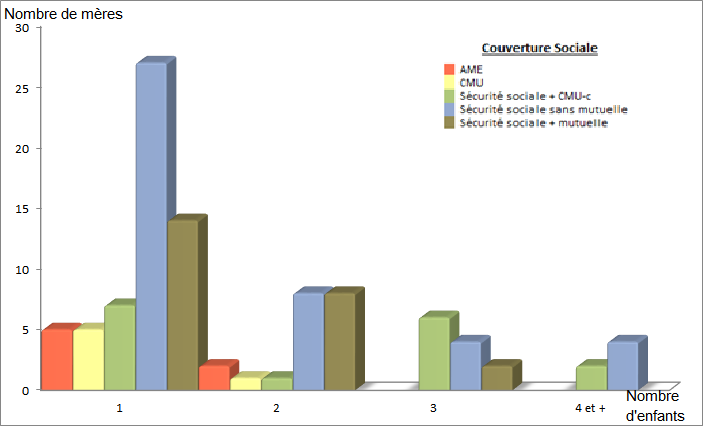 Nombre de mères
30
Couverture Sociale
AME
CMU
Sécurité sociale + CMU-c
Sécurité sociale sans mutuelle
Sécurité sociale + mutuelle
25
20
15
10
5
0
1
2
3
4 et +
Nombre
d'enfants